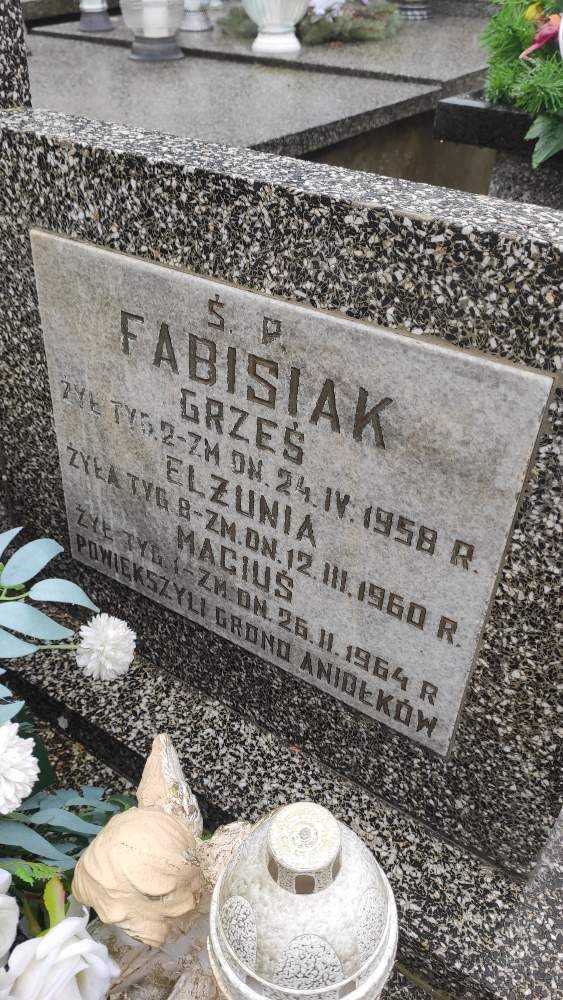 Ś. P.
FABISIAK
GRZEŚ
ŻYŁ TYG. 2-ZM DN. 24. IV. 1958 R.
ELŻUNIA
ŻYŁA TYG 8-ZM. DN. 12. III. 1960 R.
MACIUŚ
ŻYŁ TYG. 1-ZM DN. 26. II. 1964 R
POWIĘKSZYLI GRONO ANIOŁKÓW